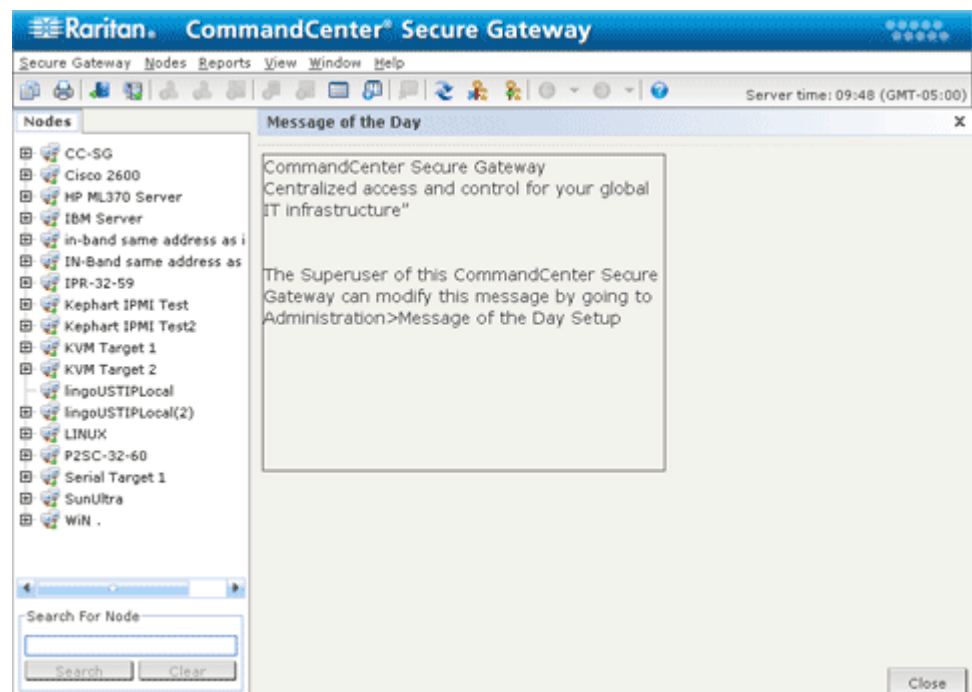 Raritan. CommandCenter® Secure Gateway
Secure Gateway Nodes Reports View Window Help
Server time: 09:48 (GMT-05:00)
Nodes
CC-SG
Cisco 2600
HP ML370 Server
IBM Server
in-band same address as i
IN-Band same address as
IPR-32-59
Kephart IPMI Test
Kephart IPMI Test2
KVM Target 1
KVM Target 2
lingoUSTIPLocal
lingoUSTIPLocal(2)
LINUX
P2SC-32-60
Serial Target 1
SunUltra
WiN .
Search For Node
Search Clear
Message of the Day x
CommandCenter Secure Gateway
Centralized access and control for your global
IT infrastructure"
The Superuser of this CommandCenter Secure
Gateway can modify this message by going to
Administration>Message of the Day Setup
Close